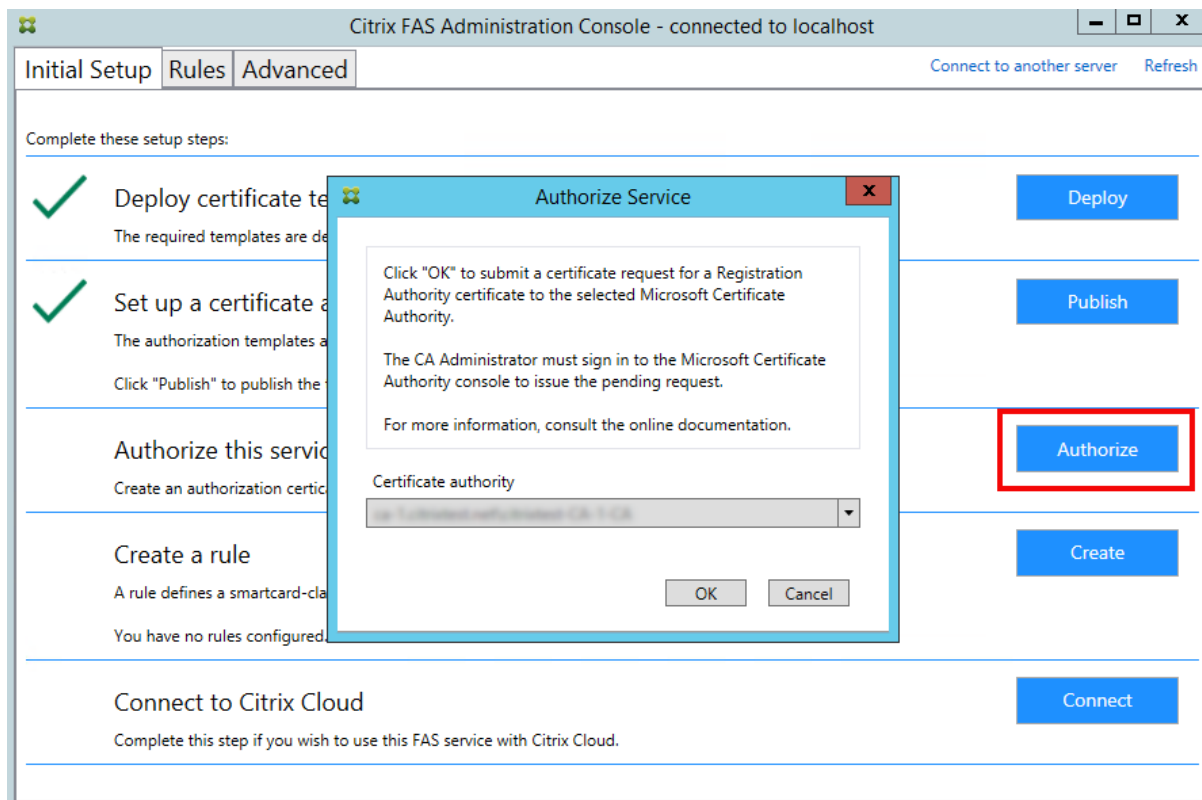 Citrix FAS Administration Console - connected to localhost
Initial Setup Rules Advanced Connect to another server Refresh
Complete these setup steps:
Deploy certificate te
Deploy
The required templates are de
Set up a certificate a
Publish
The authorization templates a
Click "Publish" to publish the
Authorize this servic
Authorize
Create an authorization certic
Create a rule
Create
A rule defines a smartcard-cla
You have no rules configured.
Connect to Citrix Cloud
Connect
Complete this step if you wish to use this FAS service with Citrix Cloud.
Authorize Service
Click "OK" to submit a certificate request for a Registration
Authority certificate to the selected Microsoft Certificate
Authority.
The CA Administrator must sign in to the Microsoft Certificate
Authority console to issue the pending request.
For more information, consult the online documentation.
Certificate authority
OK Cancel